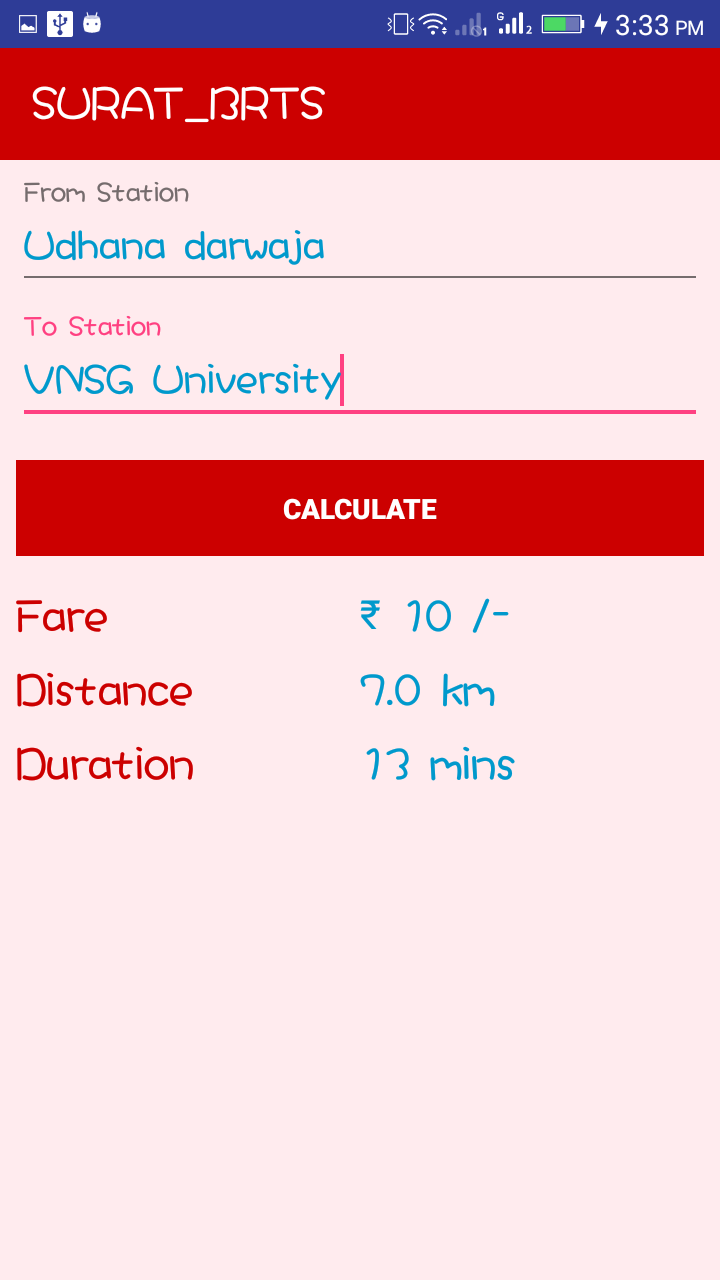 3:33 PM
SURAT_BRTS
From Station
Udhana darwaja
To Station
VNSG University
CALCULATE
Fare ₹ 10 /-
Distance 7.0 km
Duration 13 mins